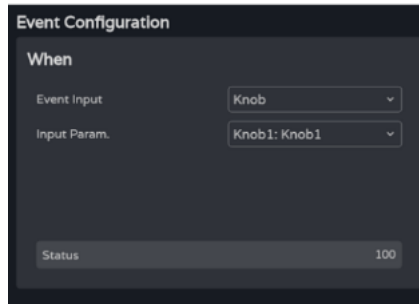 Event Configuration
When
Event Input Knob
Input Param. Knob1: Knob1
Status 100